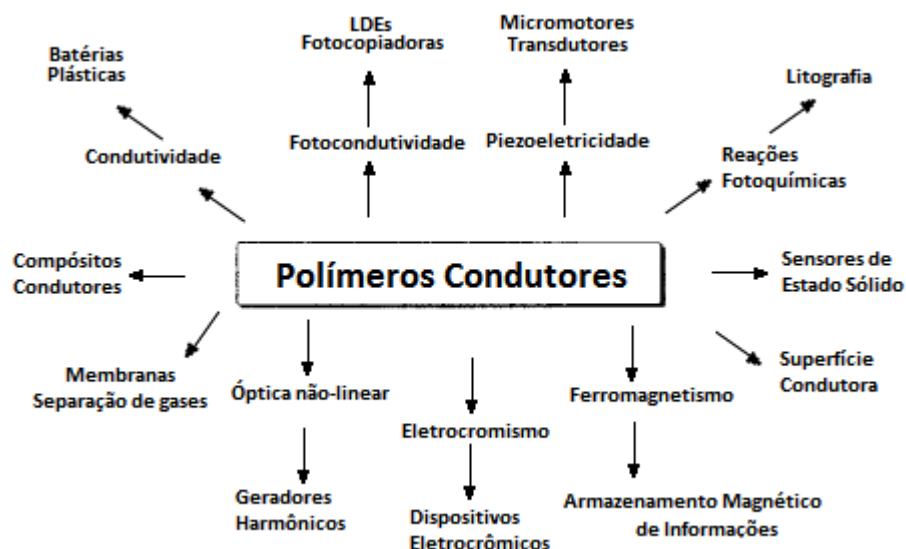 LDEs
Fotocopiadoras
Micromotores
Transdutores
Batérias
Plásticas
Litografia
Condutividade
Fotocondutividade
Piezoeletricidade
Reações
Fotoquímicas
Compósitos
Condutores
Polímeros Condutores
Sensores de
Estado Sólido
Membranas
Separação de gases
Óptica não-linear
Eletrocromismo
Ferromagnetismo
Superfície
Condutora
Geradores
Harmônicos
Dispositivos
Eletrocrômicos
Armazenamento Magnético
de Informações